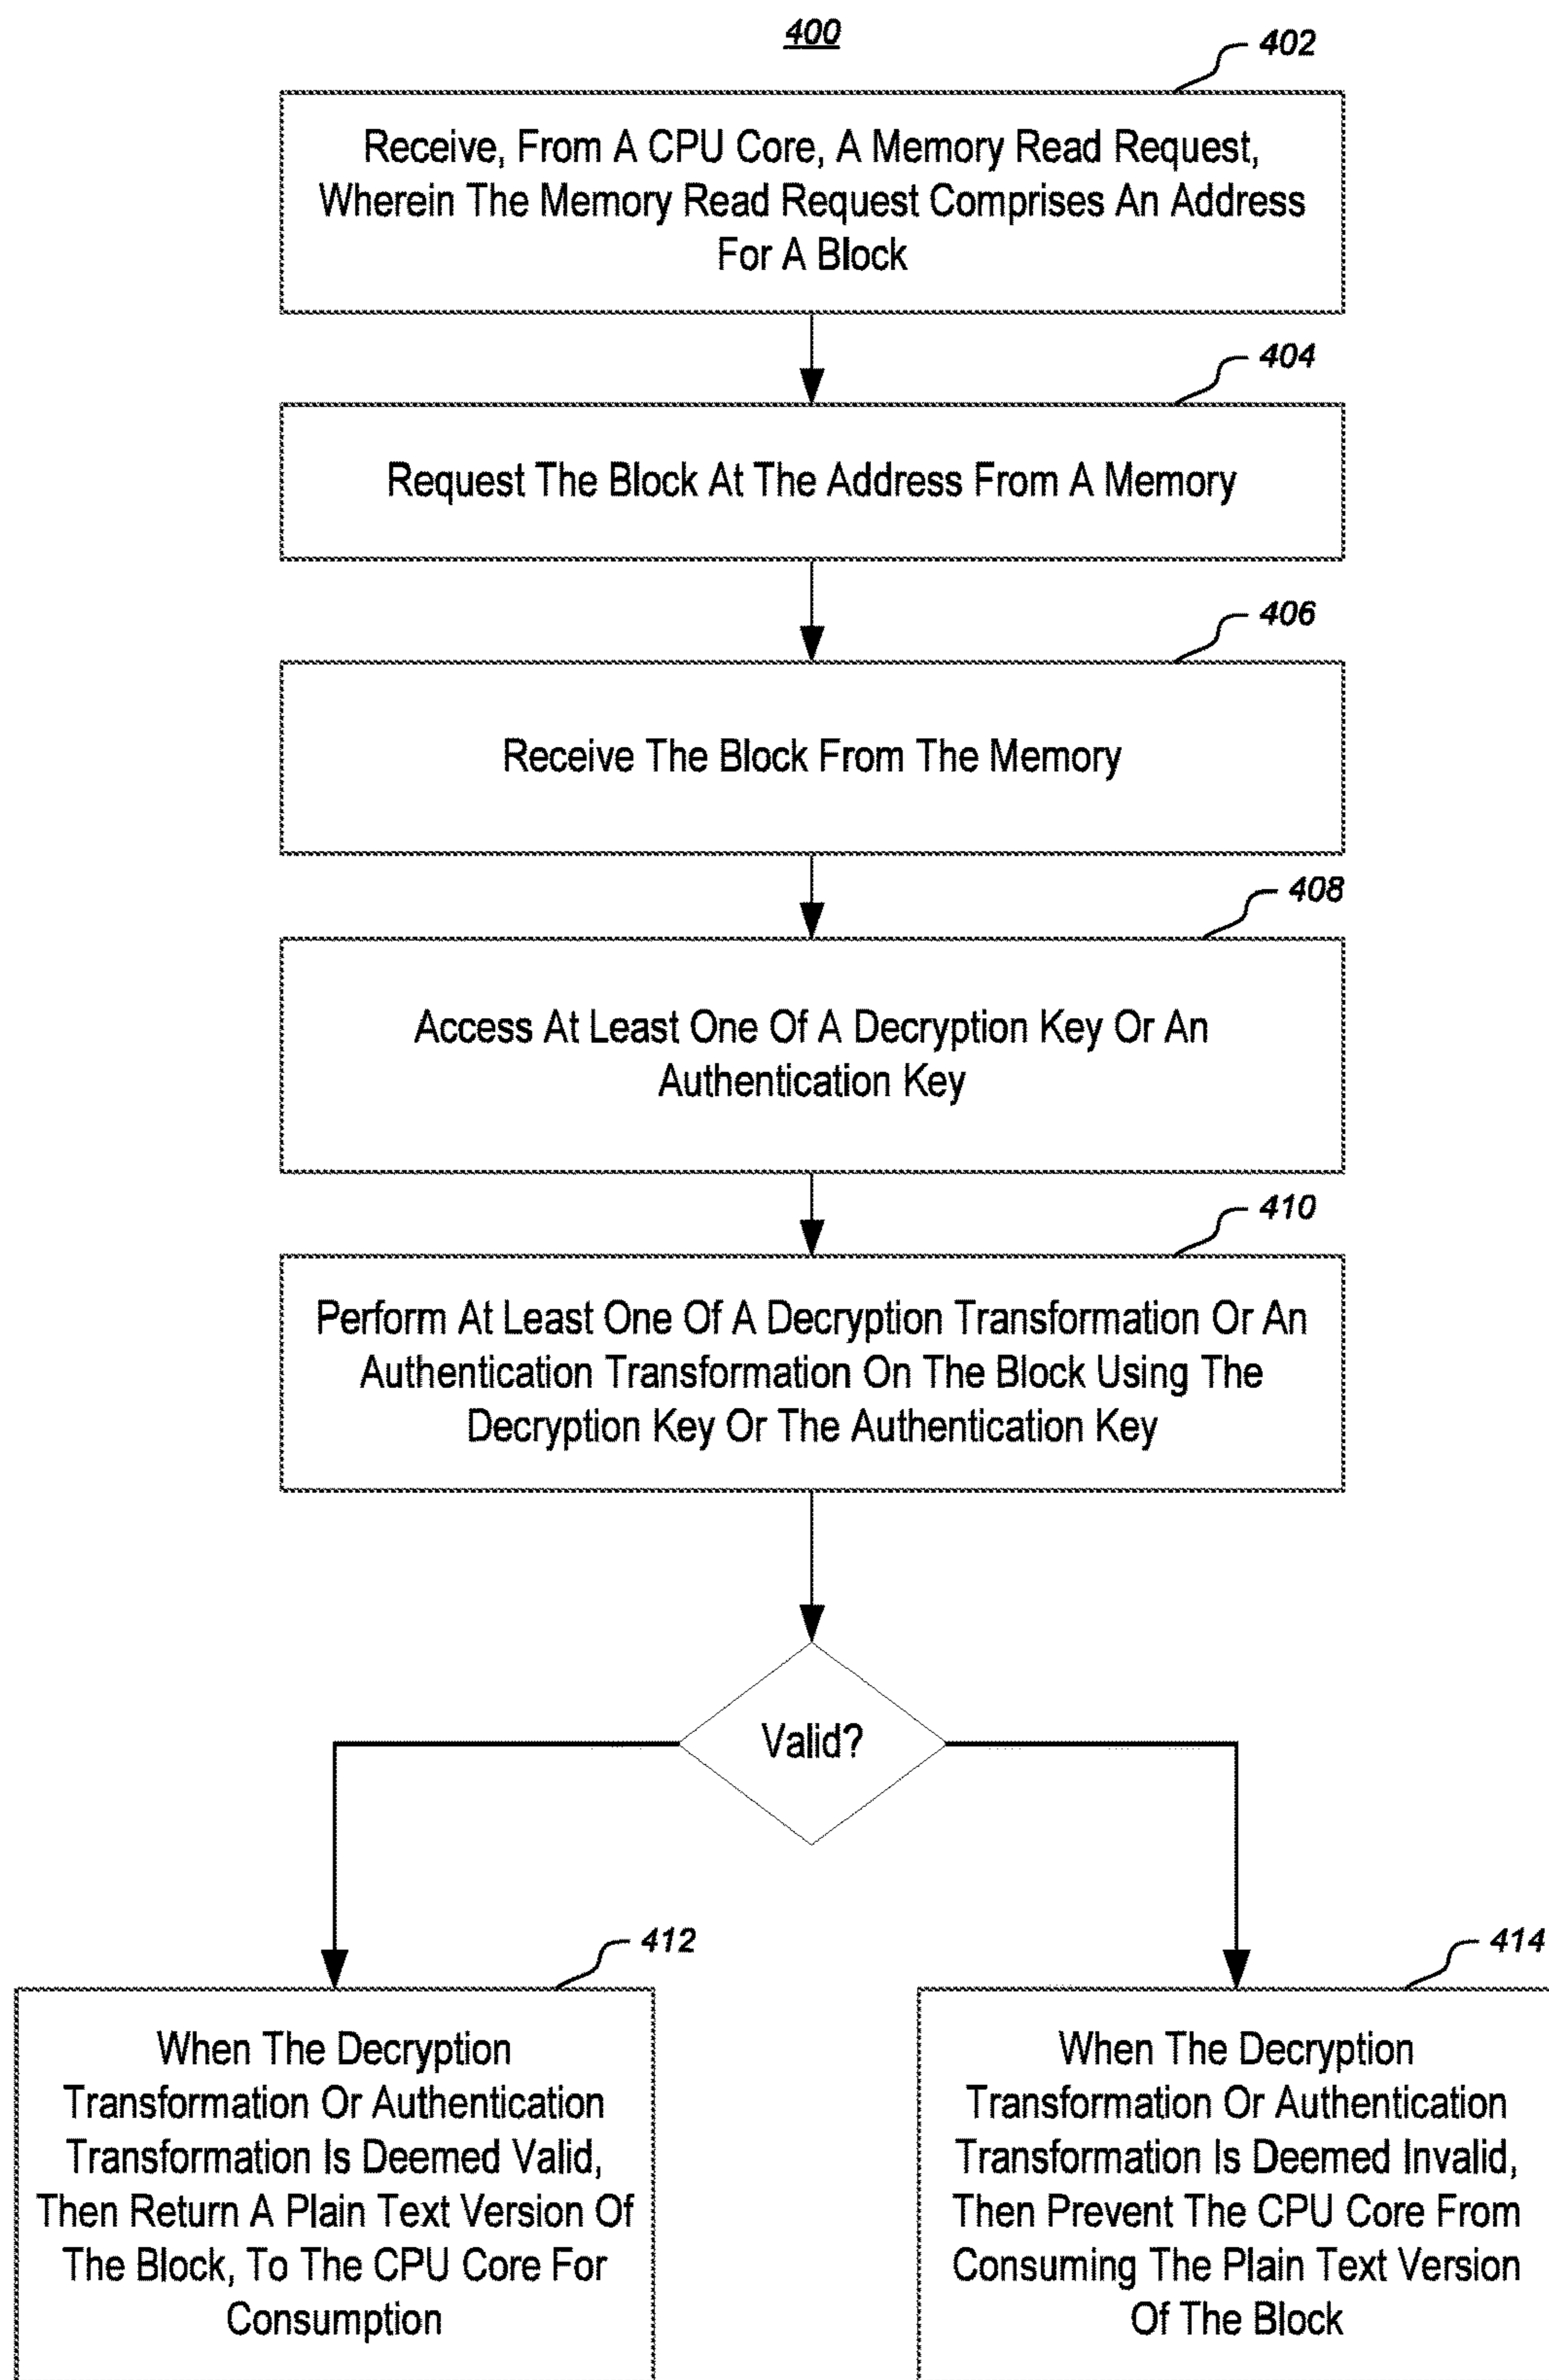 400
402
Receive, From A CPU Core, A Memory Read Request,
Wherein The Memory Read Request Comprises An Address
For A Block
404
Request The Block At The Address From A Memory
406
Receive The Block From The Memory
408
Access At Least One Of A Decryption Key Or An
Authentication Key
410
Perform At Least One Of A Decryption Transformation Or An
Authentication Transformation On The Block Using The
Decryption Key Or The Authentication Key
Valid?
412
When The Decryption
Transformation Or Authentication
Transformation Is Deemed Valid,
Then Return A Plain Text Version Of
The Block, To The CPU Core For
Consumption
414
When The Decryption
Transformation Or Authentication
Transformation Is Deemed Invalid,
Then Prevent The CPU Core From
Consuming The Plain Text Version
Of The Block